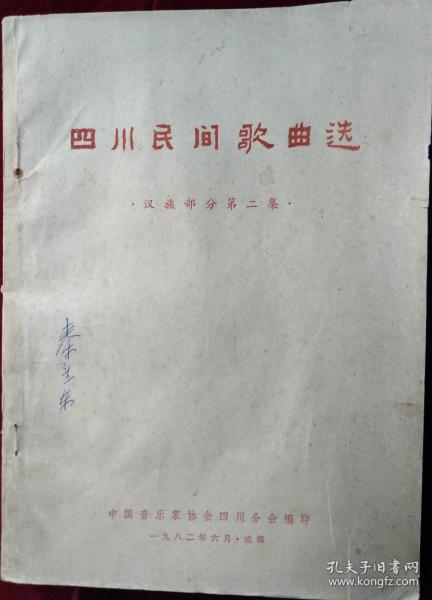 四川民间歌曲选
·汉族部分第二集·
中国音乐家协会四川分会编印
一九八二年六月·成都
孔夫子旧书网
kongfz.com